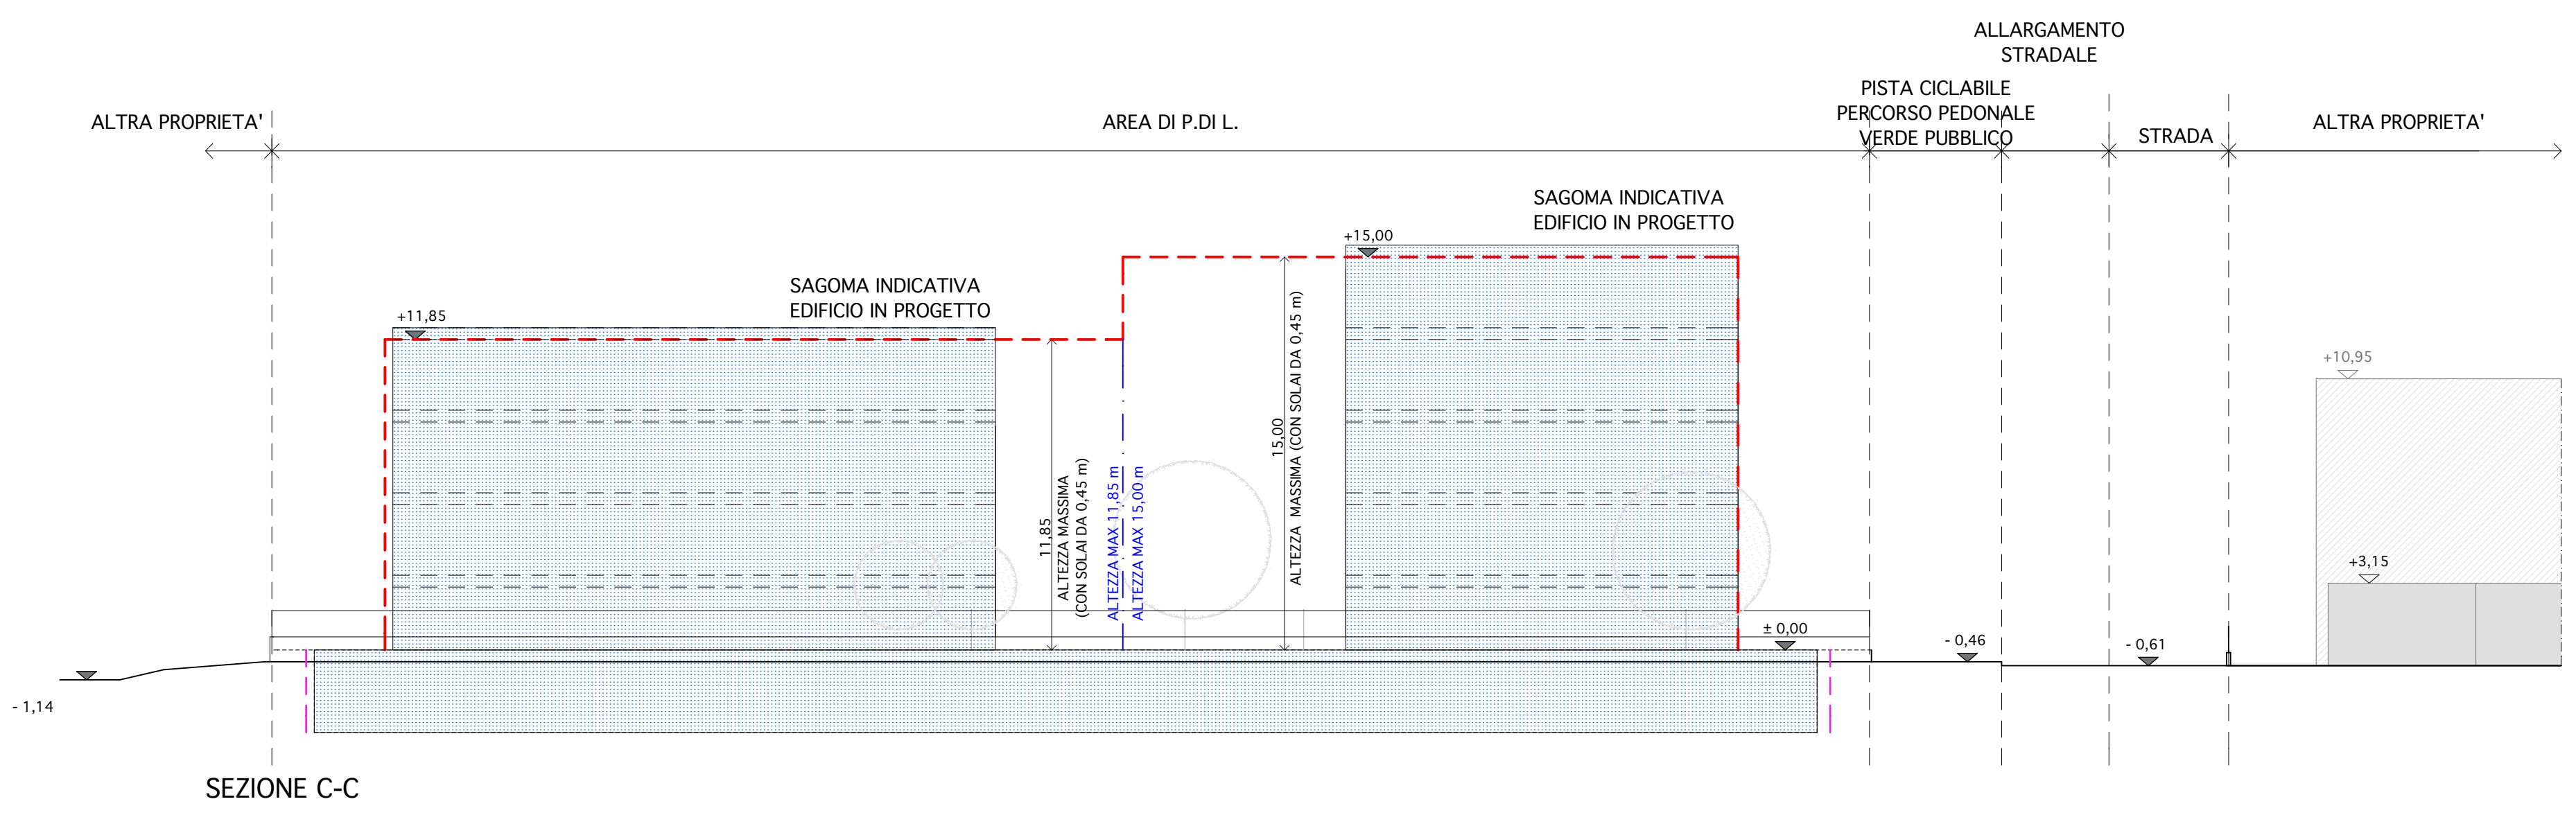 ALLARGAMENTO
STRADALE
PISTA CICLABILE
PERCORSO PEDONALE
VERDE PUBBLICO
ALTRA PROPRIETA'
AREA DI P.DI L.
STRADA
ALTRA PROPRIETA'
SAGOMA INDICATIVA
EDIFICIO IN PROGETTO
+15,00
SAGOMA INDICATIVA
EDIFICIO IN PROGETTO
+11,85
+10,95
+3,15
11,85
ALTEZZA MASSIMA
(CON SOLAI DA 0,45 m)
ALTEZZA MAX 11,85 m
ALTEZZA MAX 15,00 m
15,00
ALTEZZA MASSIMA (CON SOLAI DA 0,45 m)
± 0,00
- 0,46
- 0,61
- 1,14
SEZIONE C-C